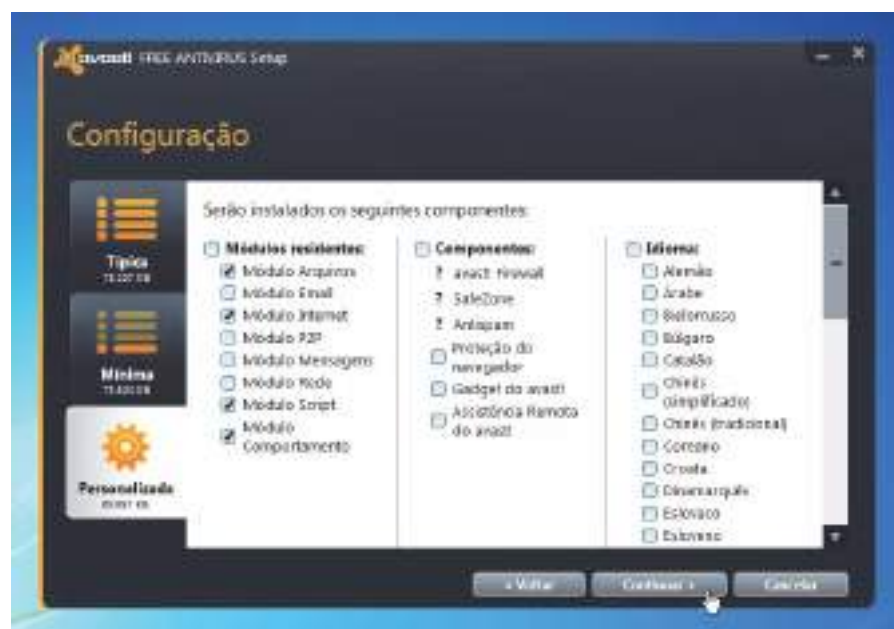 avast! FREE ANTIVIRUS Setup
Configuração
Típica
Mínima
Personalizada
Serão instalados os seguintes componentes:
Módulos residentes:
Módulo Arquivos
Módulo Email
Módulo Internet
Módulo P2P
Módulo Mensagens
Módulo Rede
Módulo Script
Módulo
Comportamento
Componentes:
? avast! Firewall
? SafeZone
? Antispam
Proteção do
navegador
Gadget do avast!
Assistência Remota
do avast!
Idioma:
Alemão
Árabe
Bielorrusso
Búlgaro
Catalão
Chinês
(simplificado)
Chinês (tradicional)
Coreano
Croata
Dinamarquês
Eslovaco
Esloveno
< Voltar
Continuar >
Cancelar